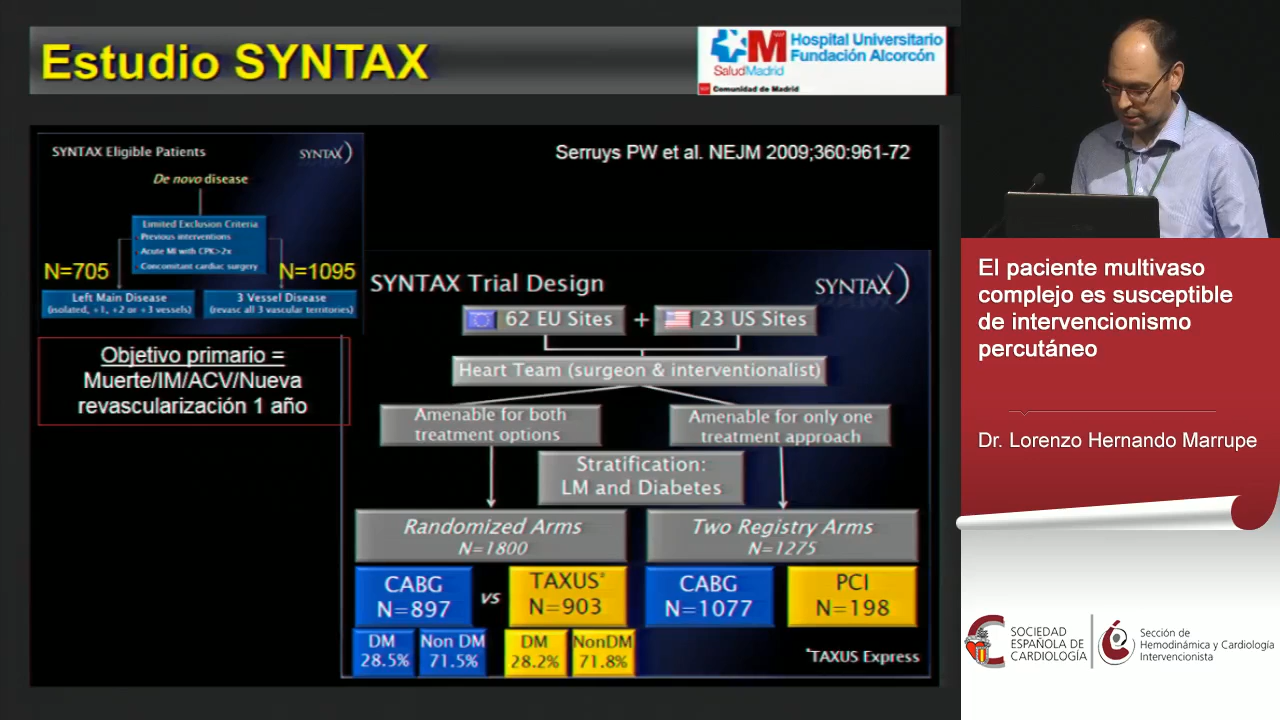 Estudio SYNTAX
SaludMadrid
Comunidad de Madrid
Hospital Universitario
Fundación Alcorcón
SYNTAX Eligible Patients
SYNTAX
De novo disease
Limited Exclusion Criteria
Previous interventions
Acute MI with CPK>2x
Concomitant cardiac surgery
N=705
N=1095
Left Main Disease
(isolated, +1, +2 or +3 vessels)
3 Vessel Disease
(revasc all 3 vascular territories)
Objetivo primario =
Muerte/IM/ACV/Nueva
revascularización 1 año
Serruys PW et al. NEJM 2009;360:961-72
SYNTAX Trial Design
SYNTAX
62 EU Sites + 23 US Sites
Heart Team (surgeon & interventionalist)
Amenable for both
treatment options
Amenable for only one
treatment approach
Stratification:
LM and Diabetes
Randomized Arms
N=1800
Two Registry Arms
N=1275
CABG
N=897
vs
TAXUS*
N=903
CABG
N=1077
PCI
N=198
DM
28.5%
Non DM
71.5%
DM
28.2%
NonDM
71.8%
*TAXUS Express
El paciente multivaso
complejo es susceptible
de intervencionismo
percutáneo
Dr. Lorenzo Hernando Marrupe
SOCIEDAD
ESPAÑOLA DE
CARDIOLOGÍA
Sección de
Hemodinámica y Cardiología
Intervencionista